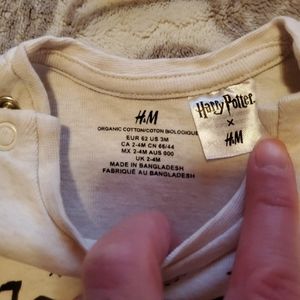 H&M
ORGANIC COTTON/COTON BIOLOGIQUE
EUR 62 US 3M
CA 2-4M CN 66/44
MX 2-4M AUS 000
UK 2-4M
MADE IN BANGLADESH
FABRIQUÉ AU BANGLADESH
Harry Potter
×
H&M